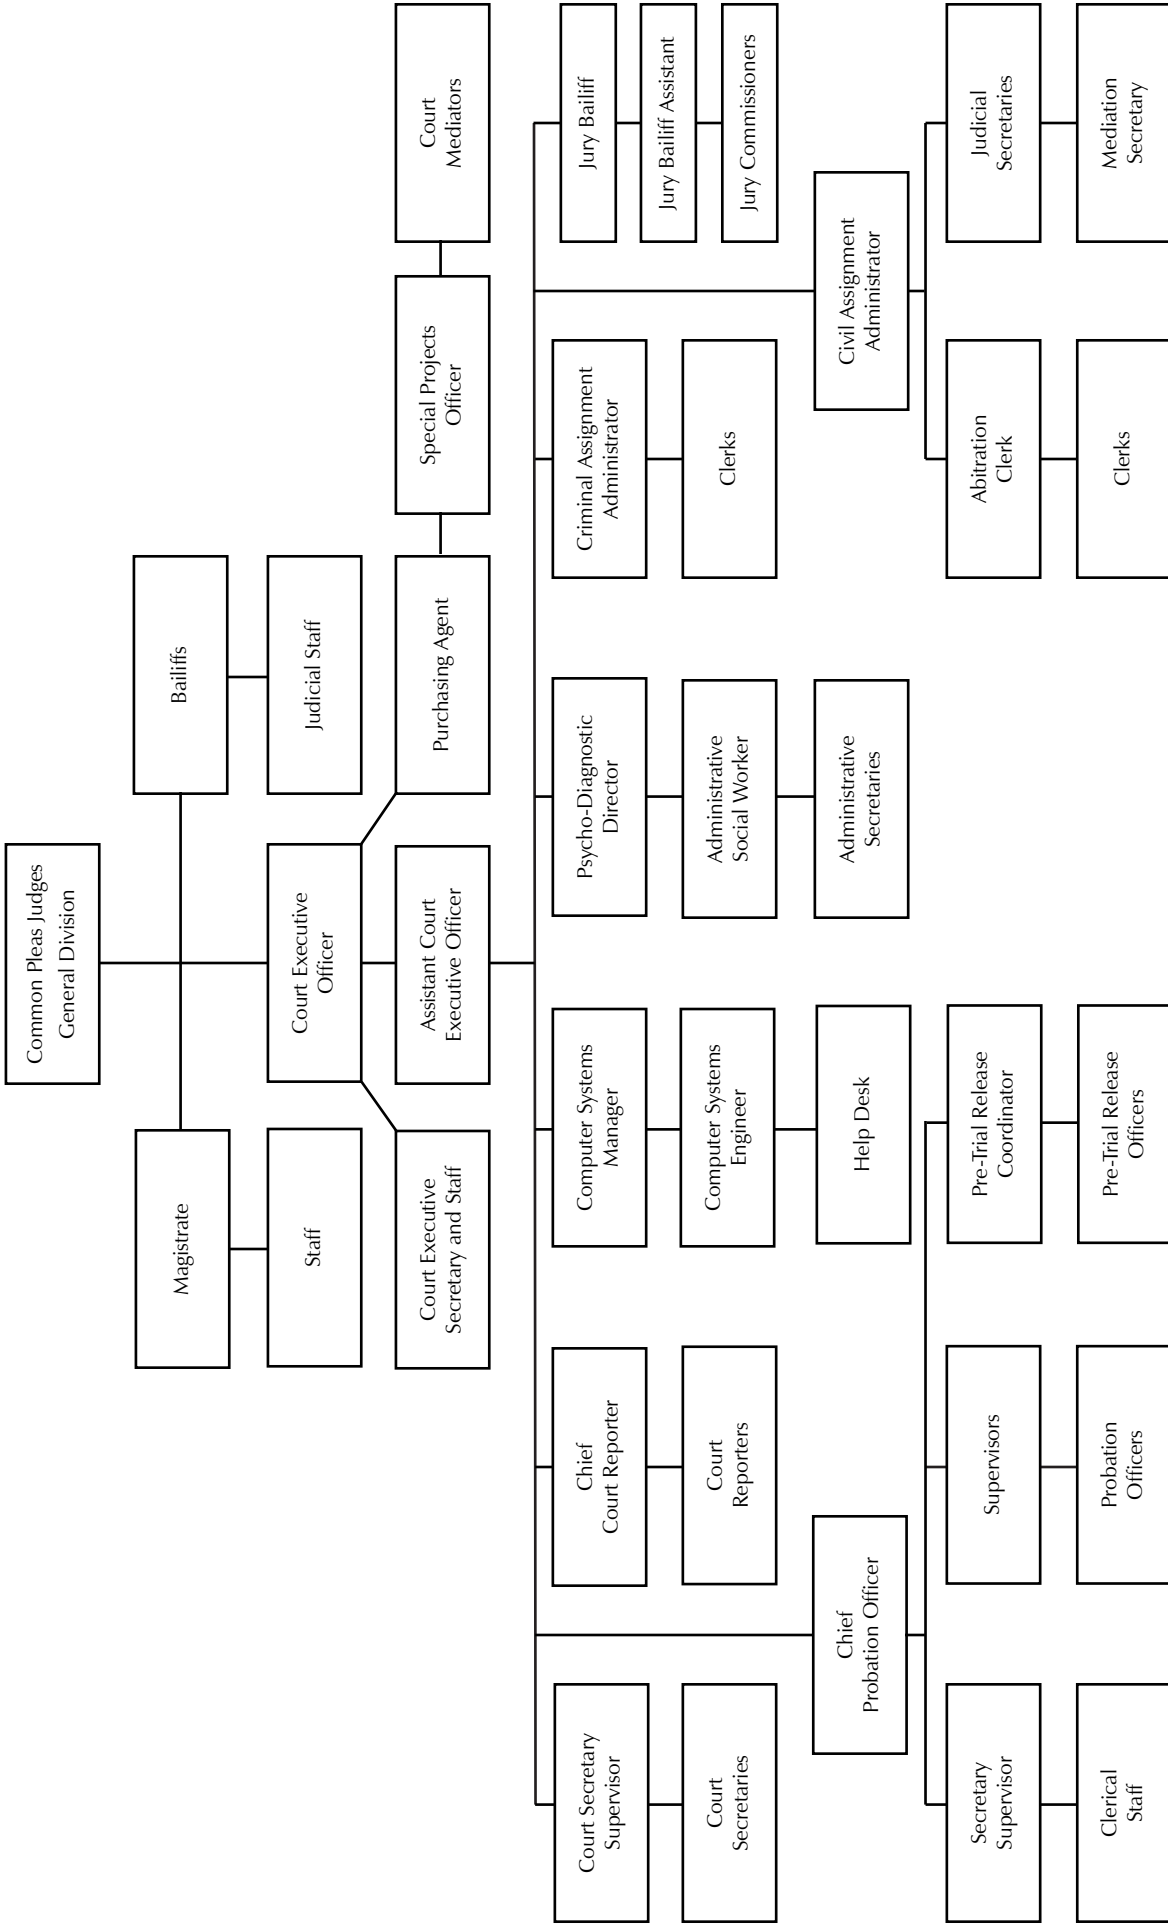 Common Pleas Judges
General Division
Magistrate
Bailiffs
Staff
Court Executive
Officer
Judicial Staff
Court Executive
Secretary and Staff
Assistant Court
Executive Officer
Purchasing Agent
Special Projects
Officer
Court
Mediators
Court Secretary
Supervisor
Chief
Court Reporter
Computer Systems
Manager
Psycho-Diagnostic
Director
Criminal Assignment
Administrator
Jury Bailiff
Jury Bailiff Assistant
Jury Commissioners
Court
Secretaries
Court
Reporters
Computer Systems
Engineer
Administrative
Social Worker
Clerks
Chief
Probation Officer
Help Desk
Administrative
Secretaries
Civil Assignment
Administrator
Secretary
Supervisor
Supervisors
Pre-Trial Release
Coordinator
Abitration
Clerk
Judicial
Secretaries
Clerical
Staff
Probation
Officers
Pre-Trial Release
Officers
Clerks
Mediation
Secretary